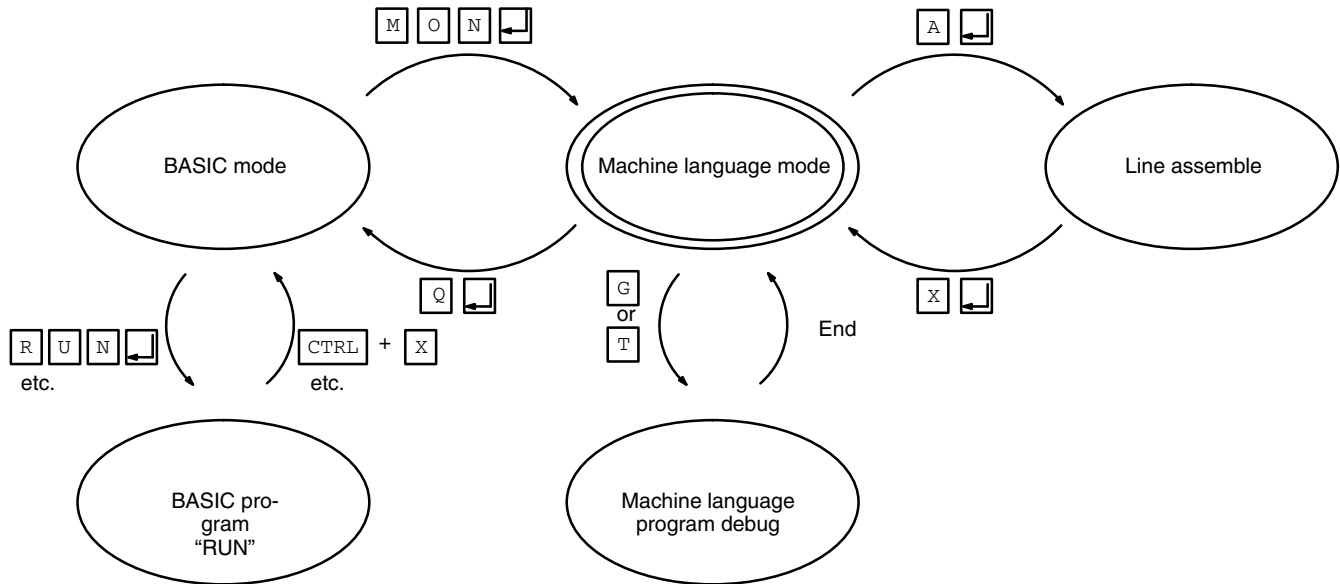 M O N
A
BASIC mode
Machine language mode
Line assemble
Q
X
G
or
T
End
R U N
etc.
CTRL + X
etc.
BASIC pro-
gram
“RUN”
Machine language
program debug